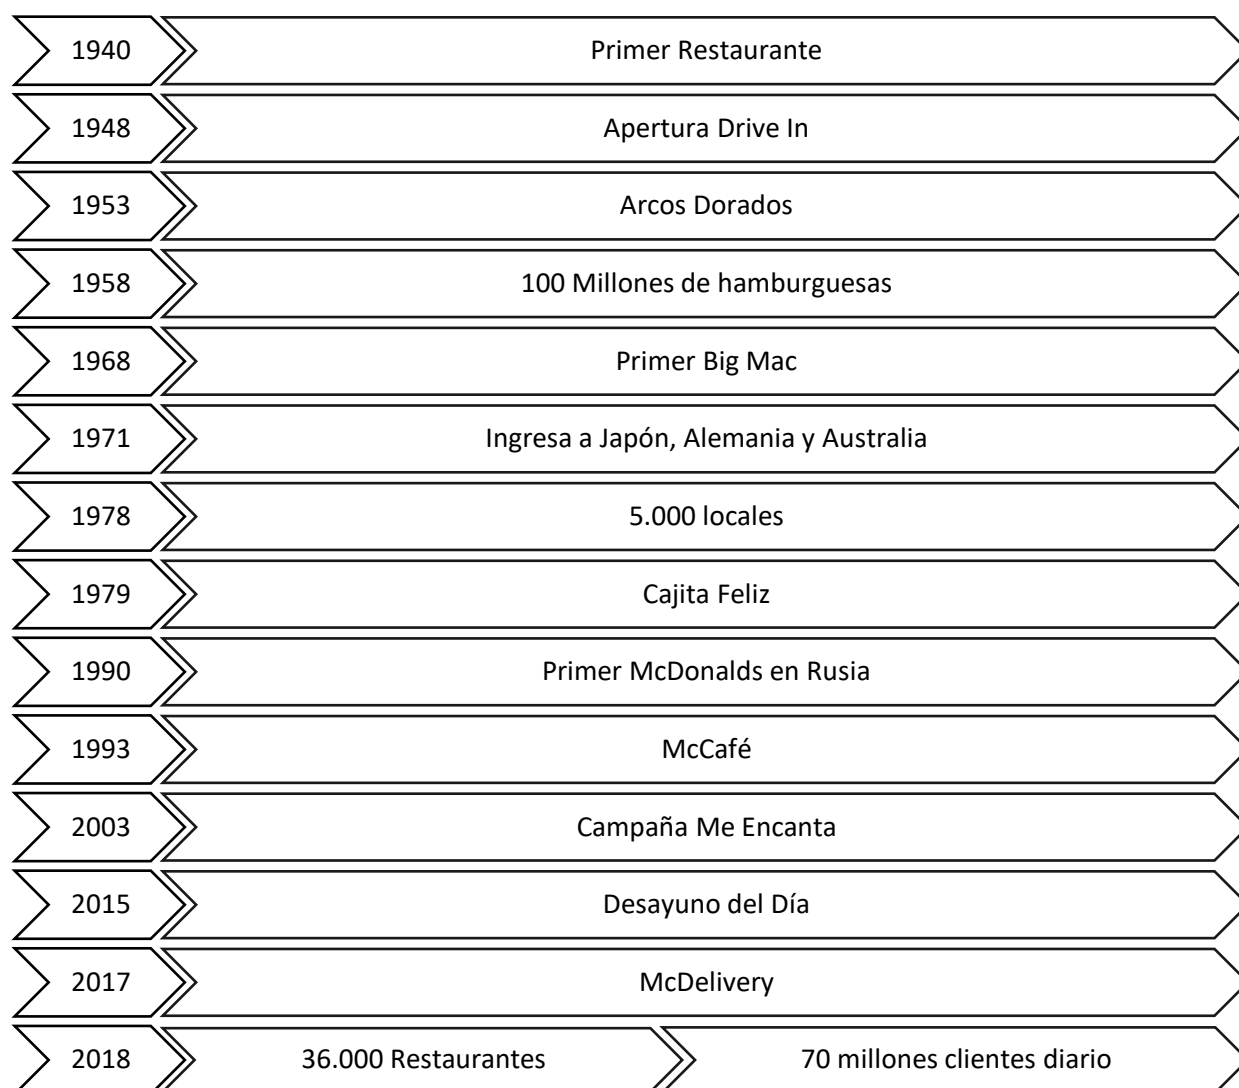 1940 Primer Restaurante
1948 Apertura Drive In
1953 Arcos Dorados
1958 100 Millones de hamburguesas
1968 Primer Big Mac
1971 Ingresa a Japón, Alemania y Australia
1978 5.000 locales
1979 Cajita Feliz
1990 Primer McDonalds en Rusia
1993 McCafé
2003 Campaña Me Encanta
2015 Desayuno del Día
2017 McDelivery
2018 36.000 Restaurantes 70 millones clientes diario